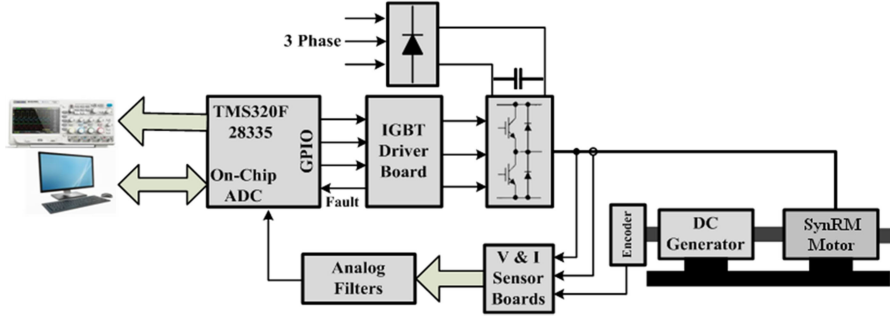 3 Phase
TMS320F
28335
GPIO
On-Chip
ADC
IGBT
Driver
Board
Fault
Encoder
DC
Generator
SynRM
Motor
V & I
Sensor
Boards
Analog
Filters